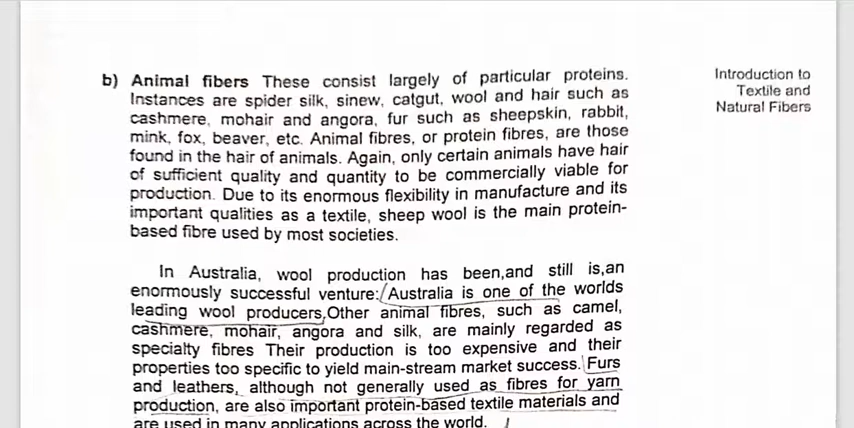 Introduction to
Textile and
Natural Fibers
b) Animal fibers These consist largely of particular proteins.
Instances are spider silk, sinew, catgut, wool and hair such as
cashmere, mohair and angora, fur such as sheepskin, rabbit,
mink, fox, beaver, etc. Animal fibres, or protein fibres, are those
found in the hair of animals. Again, only certain animals have hair
of sufficient quality and quantity to be commercially viable for
production. Due to its enormous flexibility in manufacture and its
important qualities as a textile, sheep wool is the main protein-
based fibre used by most societies.
In Australia, wool production has been,and still is,an
enormously successful venture: Australia is one of the worlds
leading wool producers,Other animal fibres, such as camel,
cashmere, mohair, angora and silk, are mainly regarded as
specialty fibres Their production is too expensive and their
properties too specific to yield main-stream market success. Furs
and leathers, although not generally used as fibres for yarn
production, are also important protein-based textile materials and
are used in many applications across the world.